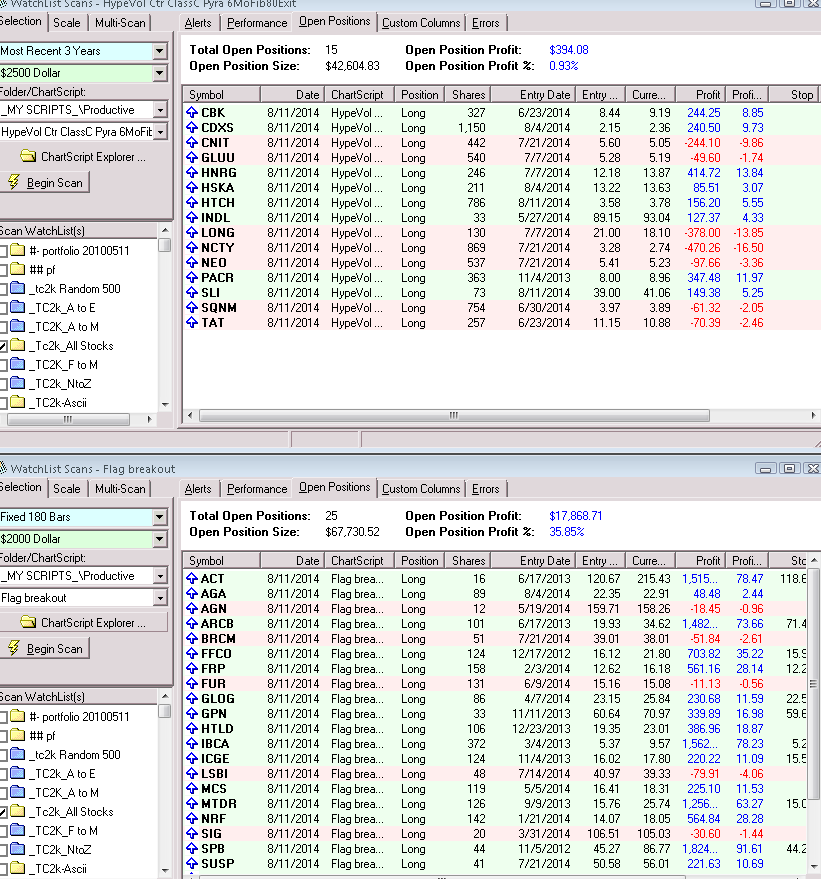 WatchList Scans - HypeVol Ctr ClassC Pyra 6MoFib80Exit
Selection Scale Multi-Scan Alerts Performance Open Positions Custom Columns Errors
Most Recent 3 Years
$2500 Dollar
Folder/ChartScript:
_MY SCRIPTS_\Productive
HypeVol Ctr ClassC Pyra 6MoFib
ChartScript Explorer ...
Begin Scan
Scan WatchList(s)
#- portfolio 20100511
## pf
_tc2k Random 500
_TC2K_A to E
_TC2K_A to M
_Tc2k_All Stocks
_TC2K_F to M
_TC2k_NtoZ
_TC2k-Ascii
Total Open Positions: 15 Open Position Profit: $394.08
Open Position Size: $42,604.83 Open Position Profit %: 0.93%
Symbol Date ChartScript Position Shares Entry Date Entry ... Curre... Profit Profi... Stop
CBK 8/11/2014 HypeVol ... Long 327 6/23/2014 8.44 9.19 244.25 8.85
CDXS 8/11/2014 HypeVol ... Long 1,150 8/4/2014 2.15 2.36 240.50 9.73
CNIT 8/11/2014 HypeVol ... Long 442 7/21/2014 5.60 5.05 -244.10 -9.86
GLUU 8/11/2014 HypeVol ... Long 540 7/7/2014 5.28 5.19 -49.60 -1.74
HNRG 8/11/2014 HypeVol ... Long 246 7/7/2014 12.18 13.87 414.72 13.84
HSKA 8/11/2014 HypeVol ... Long 211 8/4/2014 13.22 13.63 85.51 3.07
HTCH 8/11/2014 HypeVol ... Long 786 8/11/2014 3.58 3.78 156.20 5.55
INDL 8/11/2014 HypeVol ... Long 33 5/27/2014 89.15 93.04 127.37 4.33
LONG 8/11/2014 HypeVol ... Long 130 7/7/2014 21.00 18.10 -378.00 -13.85
NCTY 8/11/2014 HypeVol ... Long 869 7/21/2014 3.28 2.74 -470.26 -16.50
NEO 8/11/2014 HypeVol ... Long 537 7/21/2014 5.41 5.23 -97.66 -3.36
PACR 8/11/2014 HypeVol ... Long 363 11/4/2013 8.00 8.96 347.48 11.97
SLI 8/11/2014 HypeVol ... Long 73 8/11/2014 39.00 41.06 149.38 5.25
SQNM 8/11/2014 HypeVol ... Long 754 6/30/2014 3.97 3.89 -61.32 -2.05
TAT 8/11/2014 HypeVol ... Long 257 6/23/2014 11.15 10.88 -70.39 -2.46
WatchList Scans - Flag breakout
Selection Scale Multi-Scan Alerts Performance Open Positions Custom Columns Errors
Fixed 180 Bars
$2000 Dollar
Folder/ChartScript:
_MY SCRIPTS_\Productive
Flag breakout
ChartScript Explorer ...
Begin Scan
Scan WatchList(s)
#- portfolio 20100511
## pf
_tc2k Random 500
_TC2K_A to E
_TC2K_A to M
_Tc2k_All Stocks
_TC2K_F to M
_TC2k_NtoZ
_TC2k-Ascii
Total Open Positions: 25 Open Position Profit: $17,868.71
Open Position Size: $67,730.52 Open Position Profit %: 35.85%
Symbol Date ChartScript Position Shares Entry Date Entry ... Curre... Profit Profi... Sto
ACT 8/11/2014 Flag brea... Long 16 6/17/2013 120.67 215.43 1,515... 78.47 118.6
AGA 8/11/2014 Flag brea... Long 89 8/4/2014 22.35 22.91 48.48 2.44
AGN 8/11/2014 Flag brea... Long 12 5/19/2014 159.71 158.26 -18.45 -0.96
ARCB 8/11/2014 Flag brea... Long 101 6/17/2013 19.93 34.62 1,482... 73.66 71.4
BRCM 8/11/2014 Flag brea... Long 51 7/21/2014 39.01 38.01 -51.84 -2.61
FFCO 8/11/2014 Flag brea... Long 124 12/17/2012 16.12 21.80 703.82 35.22 15.9
FRP 8/11/2014 Flag brea... Long 158 2/3/2014 12.62 16.18 561.16 28.14 12.2
FUR 8/11/2014 Flag brea... Long 131 6/9/2014 15.16 15.08 -11.13 -0.56
GLOG 8/11/2014 Flag brea... Long 86 4/7/2014 23.15 25.84 230.68 11.59 22.5
GPN 8/11/2014 Flag brea... Long 33 11/11/2013 60.64 70.97 339.89 16.98 59.6
HTLD 8/11/2014 Flag brea... Long 106 12/23/2013 19.35 23.01 386.96 18.87
IBCA 8/11/2014 Flag brea... Long 372 3/4/2013 5.37 9.57 1,562... 78.23 5.2
ICGE 8/11/2014 Flag brea... Long 124 11/4/2013 16.02 17.80 220.22 11.09 15.5
LSBI 8/11/2014 Flag brea... Long 48 7/14/2014 40.97 39.33 -79.91 -4.06
MCS 8/11/2014 Flag brea... Long 119 5/5/2014 16.41 18.31 225.10 11.53
MTDR 8/11/2014 Flag brea... Long 126 9/9/2013 15.76 25.74 1,256... 63.27 15.0
NRF 8/11/2014 Flag brea... Long 142 1/21/2014 14.07 18.05 564.84 28.28
SIG 8/11/2014 Flag brea... Long 20 3/31/2014 106.51 105.03 -30.60 -1.44
SPB 8/11/2014 Flag brea... Long 44 11/5/2012 45.27 86.77 1,824... 91.61 44.2
SUSP 8/11/2014 Flag brea... Long 41 7/21/2014 50.58 56.01 221.63 10.69